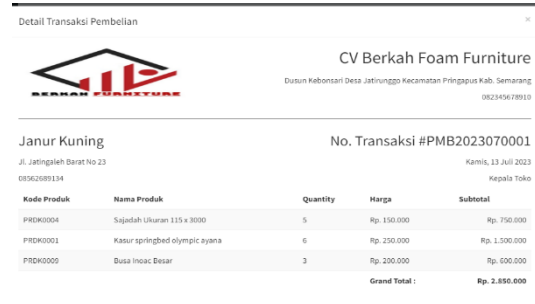 Detail Transaksi Pembelian ×
BERKAH FURNITURE
CV Berkah Foam Furniture
Dusun Kebonsari Desa Jatirunggo Kecamatan Pringapus Kab. Semarang
082345678910
Janur Kuning
Jl. Jatingaleh Barat No 23
08562689134
No. Transaksi #PMB2023070001
Kamis, 13 Juli 2023
Kepala Toko
Kode Produk Nama Produk Quantity Harga Subtotal
PRDK0004 Sajadah Ukuran 115 x 3000 5 Rp. 150.000 Rp. 750.000
PRDK0001 Kasur springbed olympic ayana 6 Rp. 250.000 Rp. 1.500.000
PRDK0009 Busa Inoac Besar 3 Rp. 200.000 Rp. 600.000
Grand Total : Rp. 2.850.000